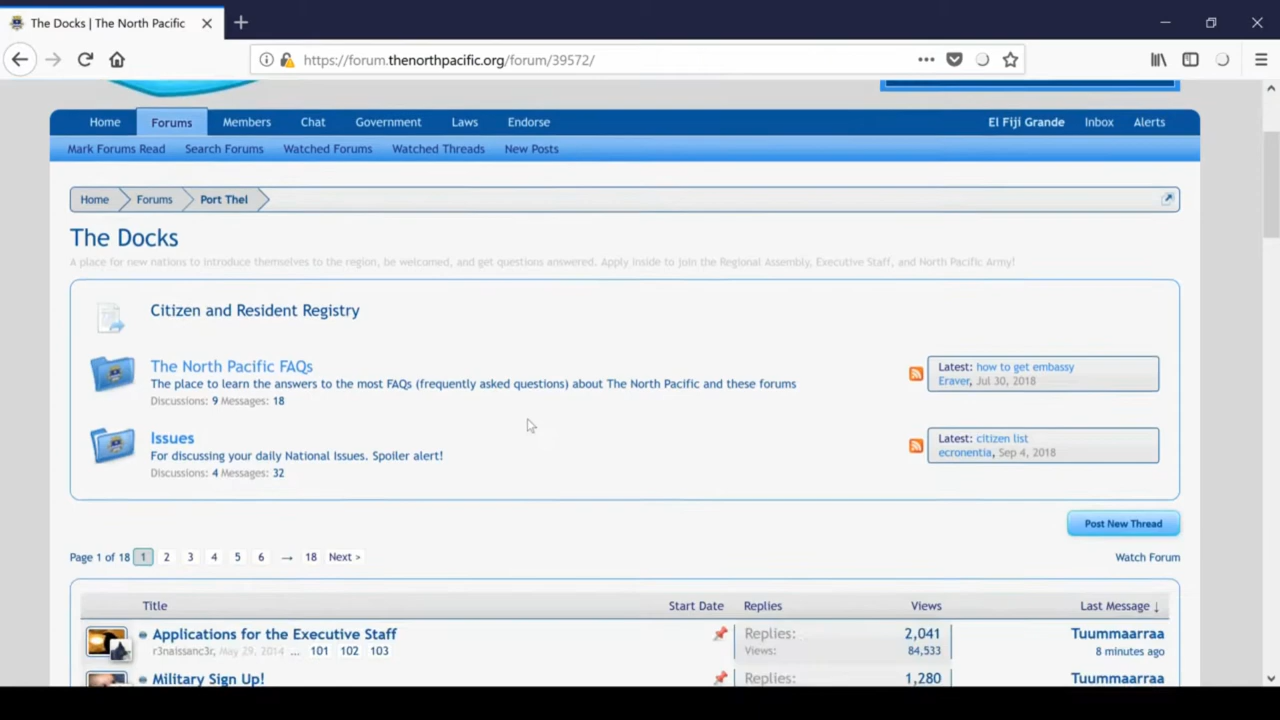 The Docks | The North Pacific
https://forum.thenorthpacific.org/forum/39572/
Home Forums Members Chat Government Laws Endorse El Fiji Grande Inbox Alerts
Mark Forums Read Search Forums Watched Forums Watched Threads New Posts
Home Forums Port Thel
The Docks
A place for new nations to introduce themselves to the region, be welcomed, and get questions answered. Apply inside to join the Regional Assembly, Executive Staff, and North Pacific Army!
Citizen and Resident Registry
The North Pacific FAQs
The place to learn the answers to the most FAQs (frequently asked questions) about The North Pacific and these forums
Discussions: 9 Messages: 18
Latest: how to get embassy
Eraver, Jul 30, 2018
Issues
For discussing your daily National Issues. Spoiler alert!
Discussions: 4 Messages: 32
Latest: citizen list
ecronentia, Sep 4, 2018
Post New Thread
Page 1 of 18 1 2 3 4 5 6 → 18 Next >
Watch Forum
Title Start Date Replies Views Last Message ↓
Applications for the Executive Staff Replies: 2,041 Tuummaarraa
r3naissanc3r, May 29, 2014 ... 101 102 103 Views: 84,533 8 minutes ago
Military Sign Up! Replies: 1,280 Tuummaarraa